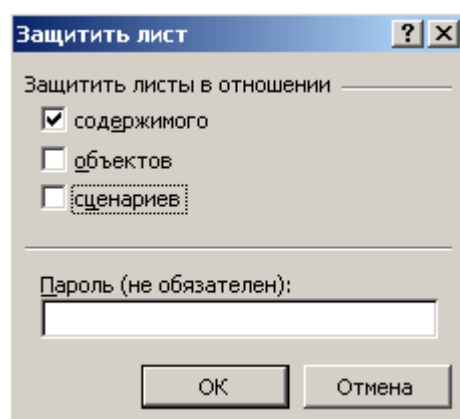 Защитить лист
Защитить листы в отношении
содержимого
объектов
сценариев
Пароль (не обязателен):
ОК
Отмена